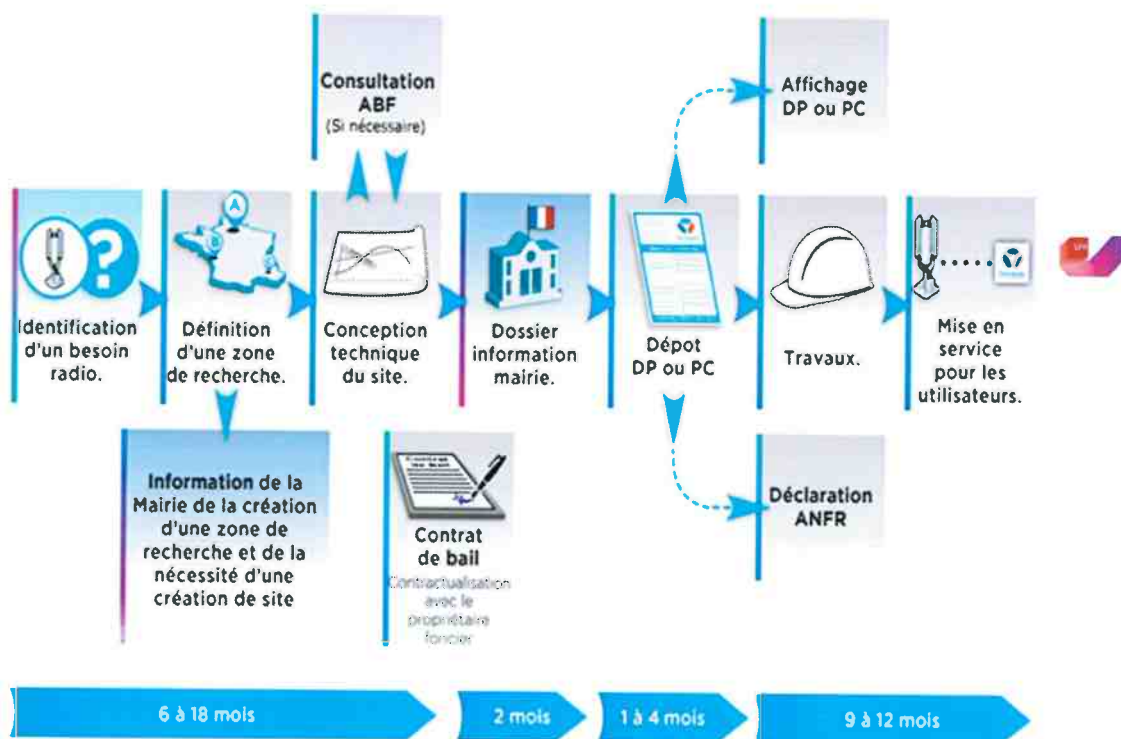 Consultation
ABF
(Si nécessaire)
Affichage
DP ou PC
A
B
Identification
d'un besoin
radio.
Définition
d'une zone
de recherche.
Conception
technique
du site.
Dossier
information
mairie.
Dépot
DP ou PC
Travaux.
Mise en
service
pour les
utilisateurs.
Information de la
Mairie de la création
d'une zone de
recherche et de la
nécessité d'une
création de site
Contrat
de bail
Contractualisation
avec le
propriétaire
foncier
Déclaration
ANFR
6 à 18 mois
2 mois
1 à 4 mois
9 à 12 mois